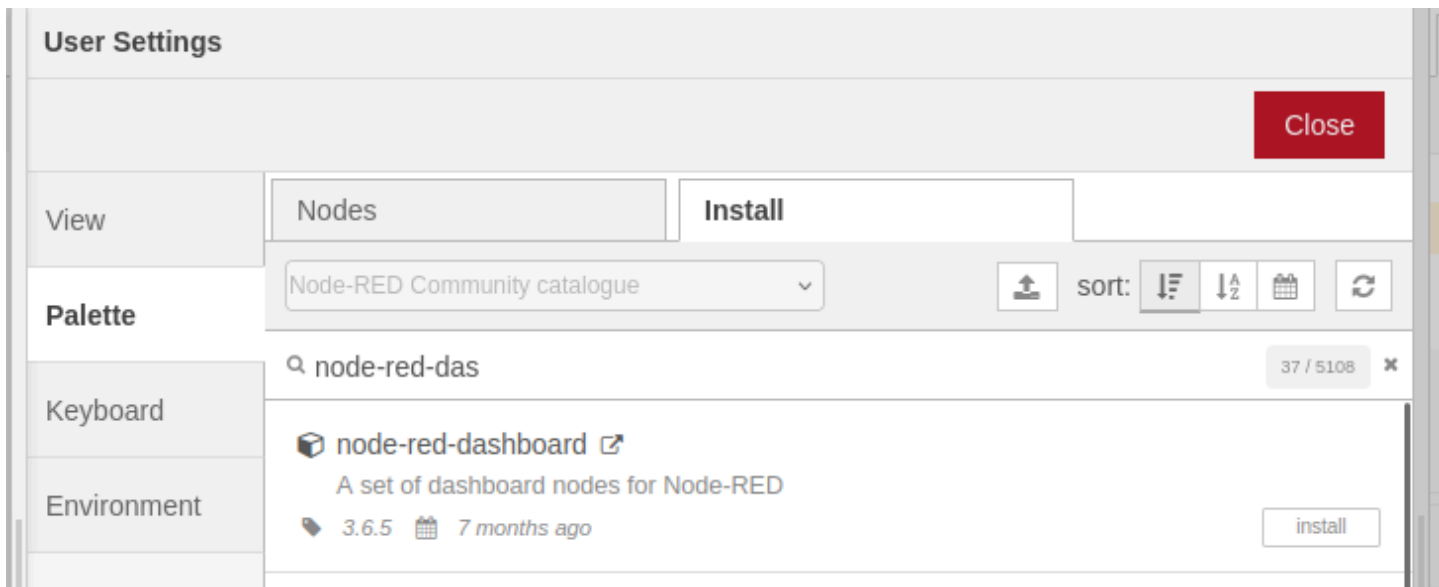 User Settings
Close
View
Palette
Keyboard
Environment
Nodes
Install
Node-RED Community catalogue
sort:
A
Z
node-red-das
37 / 5108
node-red-dashboard
A set of dashboard nodes for Node-RED
3.6.5 7 months ago
install